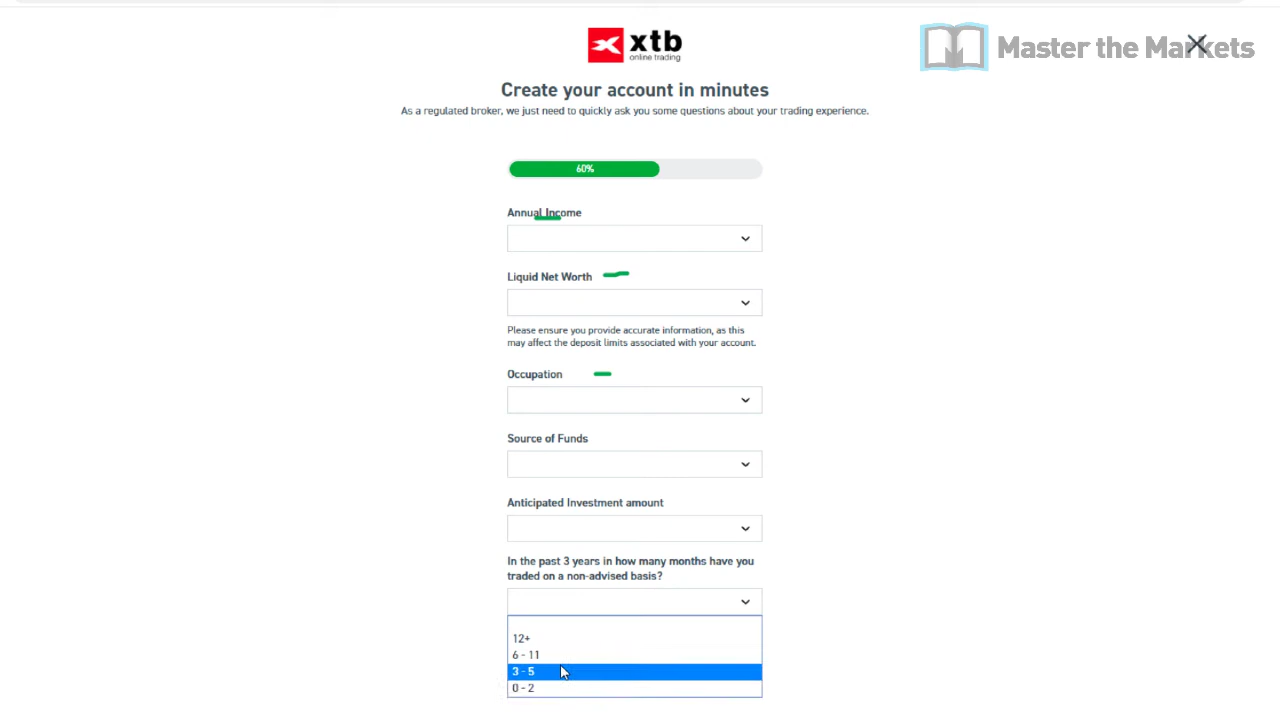 xtb
online trading
Master the Markets
Create your account in minutes
As a regulated broker, we just need to quickly ask you some questions about your trading experience.
60%
Annual Income
Liquid Net Worth
Please ensure you provide accurate information, as this
may affect the deposit limits associated with your account.
Occupation
Source of Funds
Anticipated Investment amount
In the past 3 years in how many months have you
traded on a non-advised basis?
12+
6 - 11
3 - 5
0 - 2